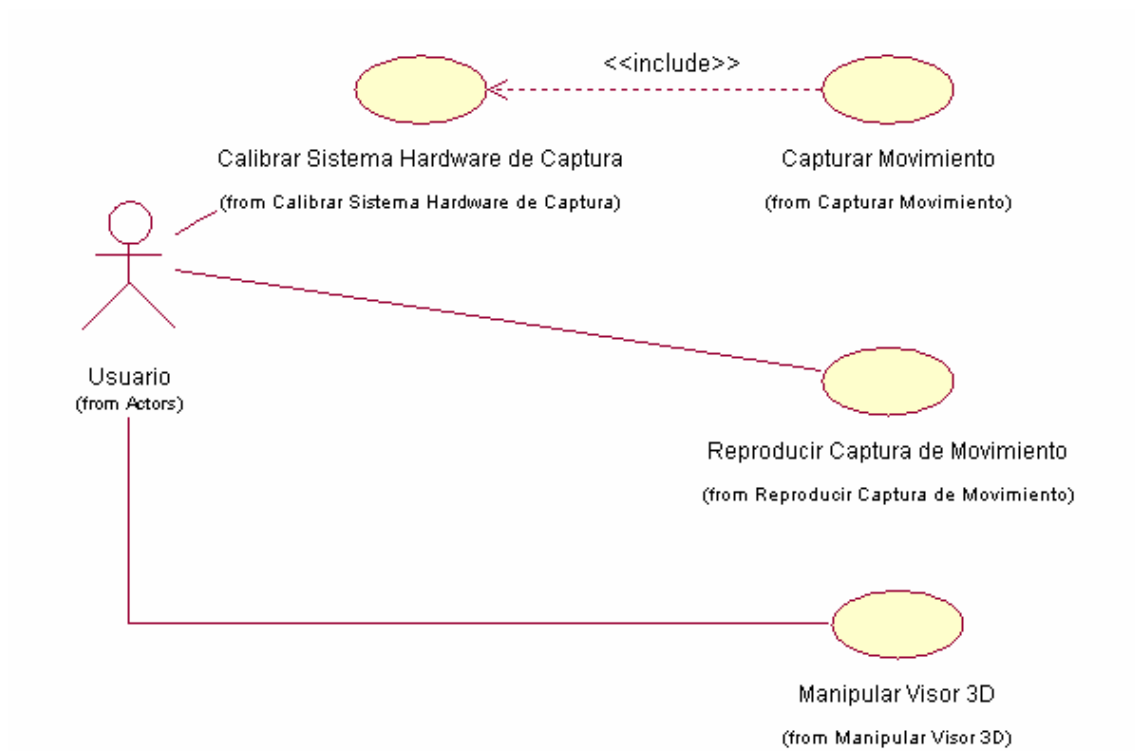 <<include>>
Calibrar Sistema Hardware de Captura
(from Calibrar Sistema Hardware de Captura)
Capturar Movimiento
(from Capturar Movimiento)
Usuario
(from Actors)
Reproducir Captura de Movimiento
(from Reproducir Captura de Movimiento)
Manipular Visor 3D
(from Manipular Visor 3D)